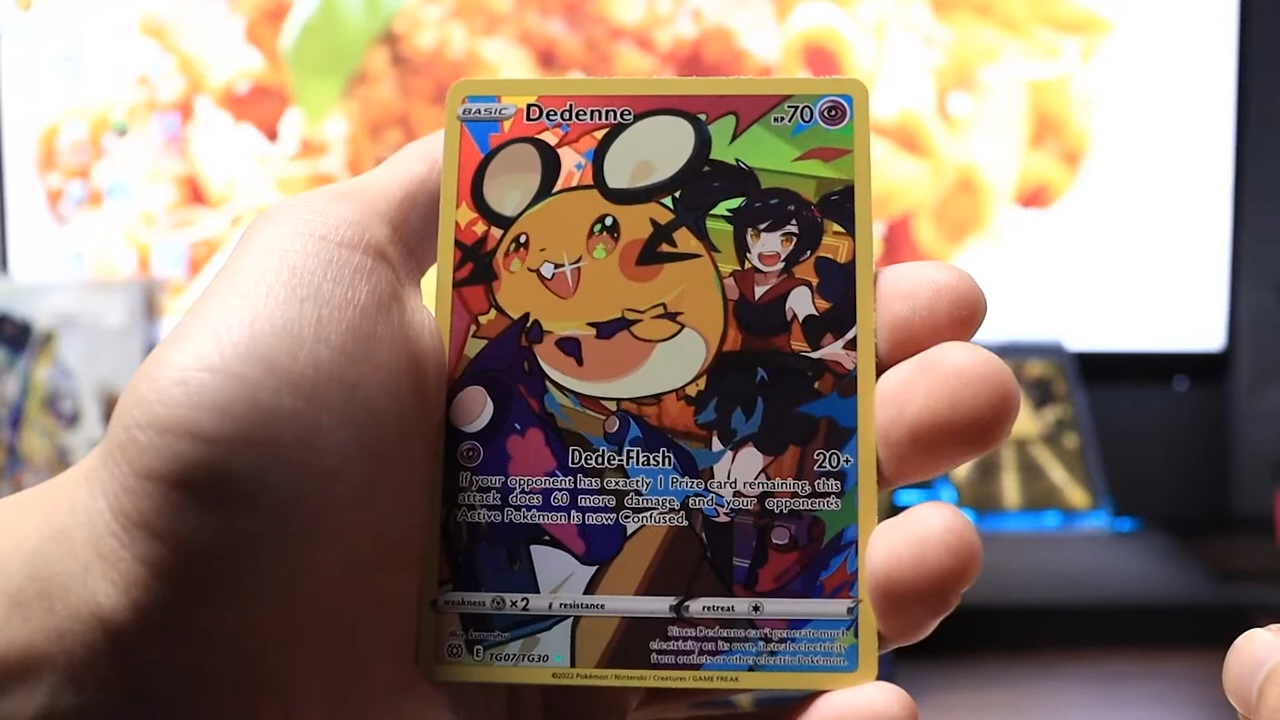 BASIC Dedenne HP 70
Dede-Flash 20+
If your opponent has exactly 1 Prize card remaining, this
attack does 60 more damage, and your opponent's
Active Pokémon is now Confused.
weakness ×2 resistance retreat
illus. kurumitsu
Since Dedenne can't generate much
electricity on its own, it steals electricity
from outlets or other electric Pokémon.
E TG07/TG30
©2022 Pokémon / Nintendo / Creatures / GAME FREAK